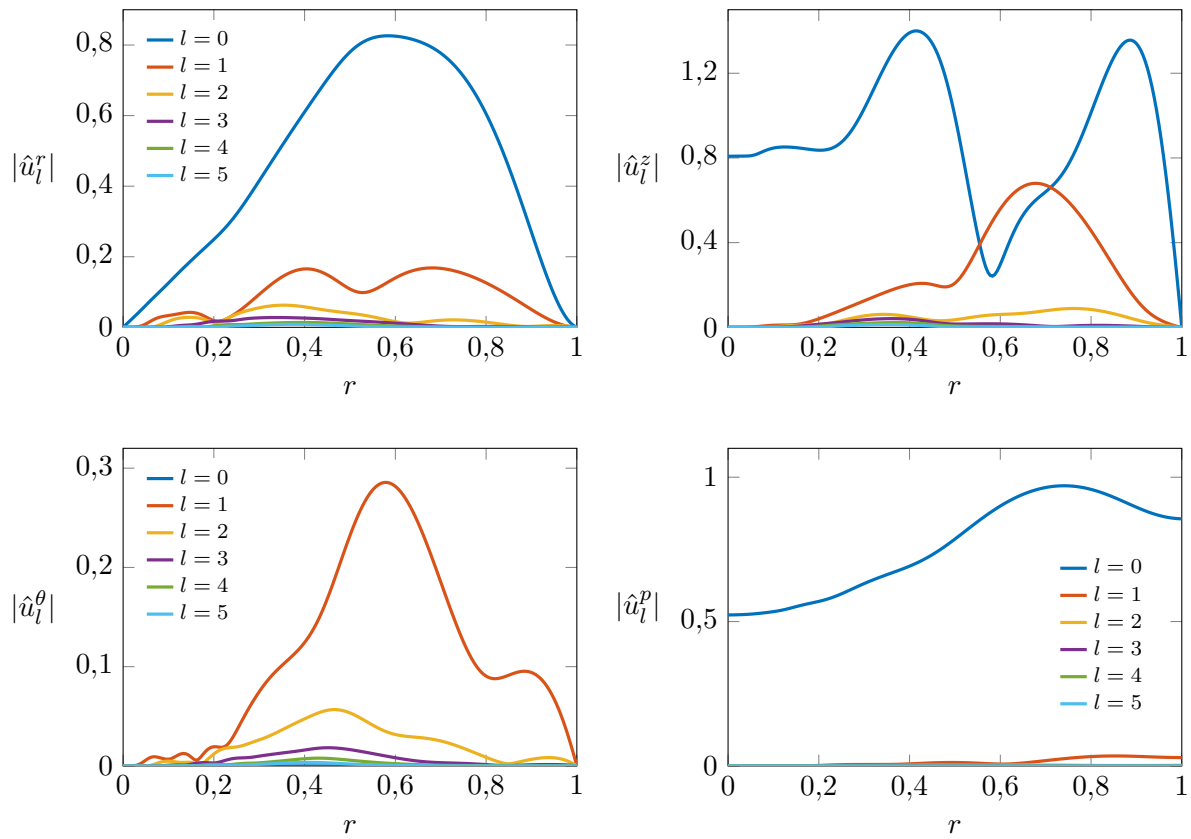 0,8
0,6
0,4
0,2
0
|û_l^r|
l = 0
l = 1
l = 2
l = 3
l = 4
l = 5
0 0,2 0,4 0,6 0,8 1
r
1,2
0,8
0,4
0
|û_l^z|
0 0,2 0,4 0,6 0,8 1
r
0,3
0,2
0,1
0
|û_l^θ|
l = 0
l = 1
l = 2
l = 3
l = 4
l = 5
0 0,2 0,4 0,6 0,8 1
r
1
0,5
0
|û_l^p|
l = 0
l = 1
l = 2
l = 3
l = 4
l = 5
0 0,2 0,4 0,6 0,8 1
r